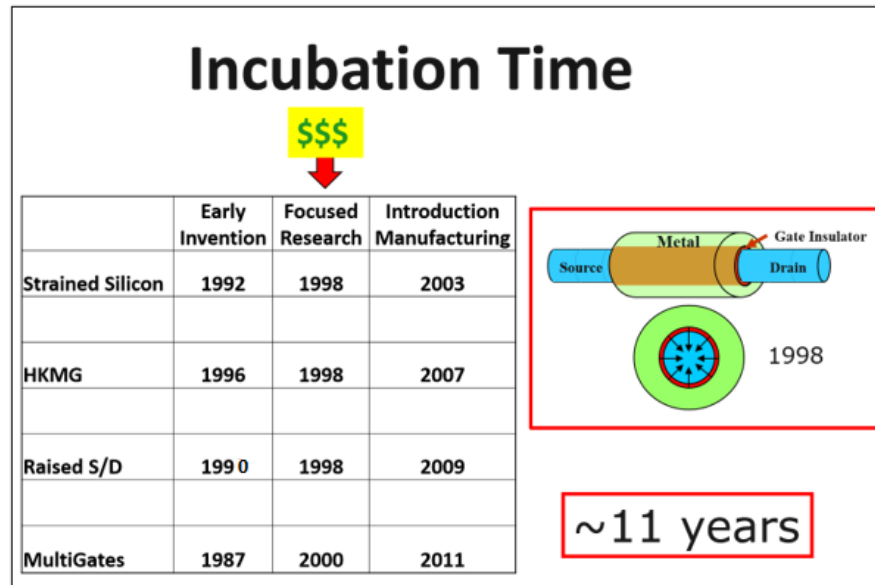 Incubation Time
$$$
Early Invention Focused Research Introduction Manufacturing
Strained Silicon 1992 1998 2003
HKMG 1996 1998 2007
Raised S/D 1990 1998 2009
MultiGates 1987 2000 2011
Metal
Gate Insulator
Source
Drain
1998
~11 years